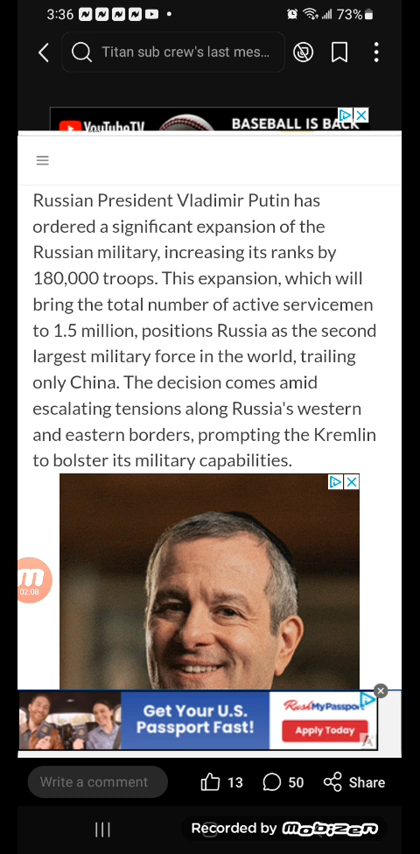 3:36
73%
Titan sub crew's last mes...
YouTubeTV
BASEBALL IS BACK
Russian President Vladimir Putin has
ordered a significant expansion of the
Russian military, increasing its ranks by
180,000 troops. This expansion, which will
bring the total number of active servicemen
to 1.5 million, positions Russia as the second
largest military force in the world, trailing
only China. The decision comes amid
escalating tensions along Russia's western
and eastern borders, prompting the Kremlin
to bolster its military capabilities.
02:08
Get Your U.S.
Passport Fast!
RushMyPassport
Apply Today
Write a comment
13
50
Share
Recorded by mobizen